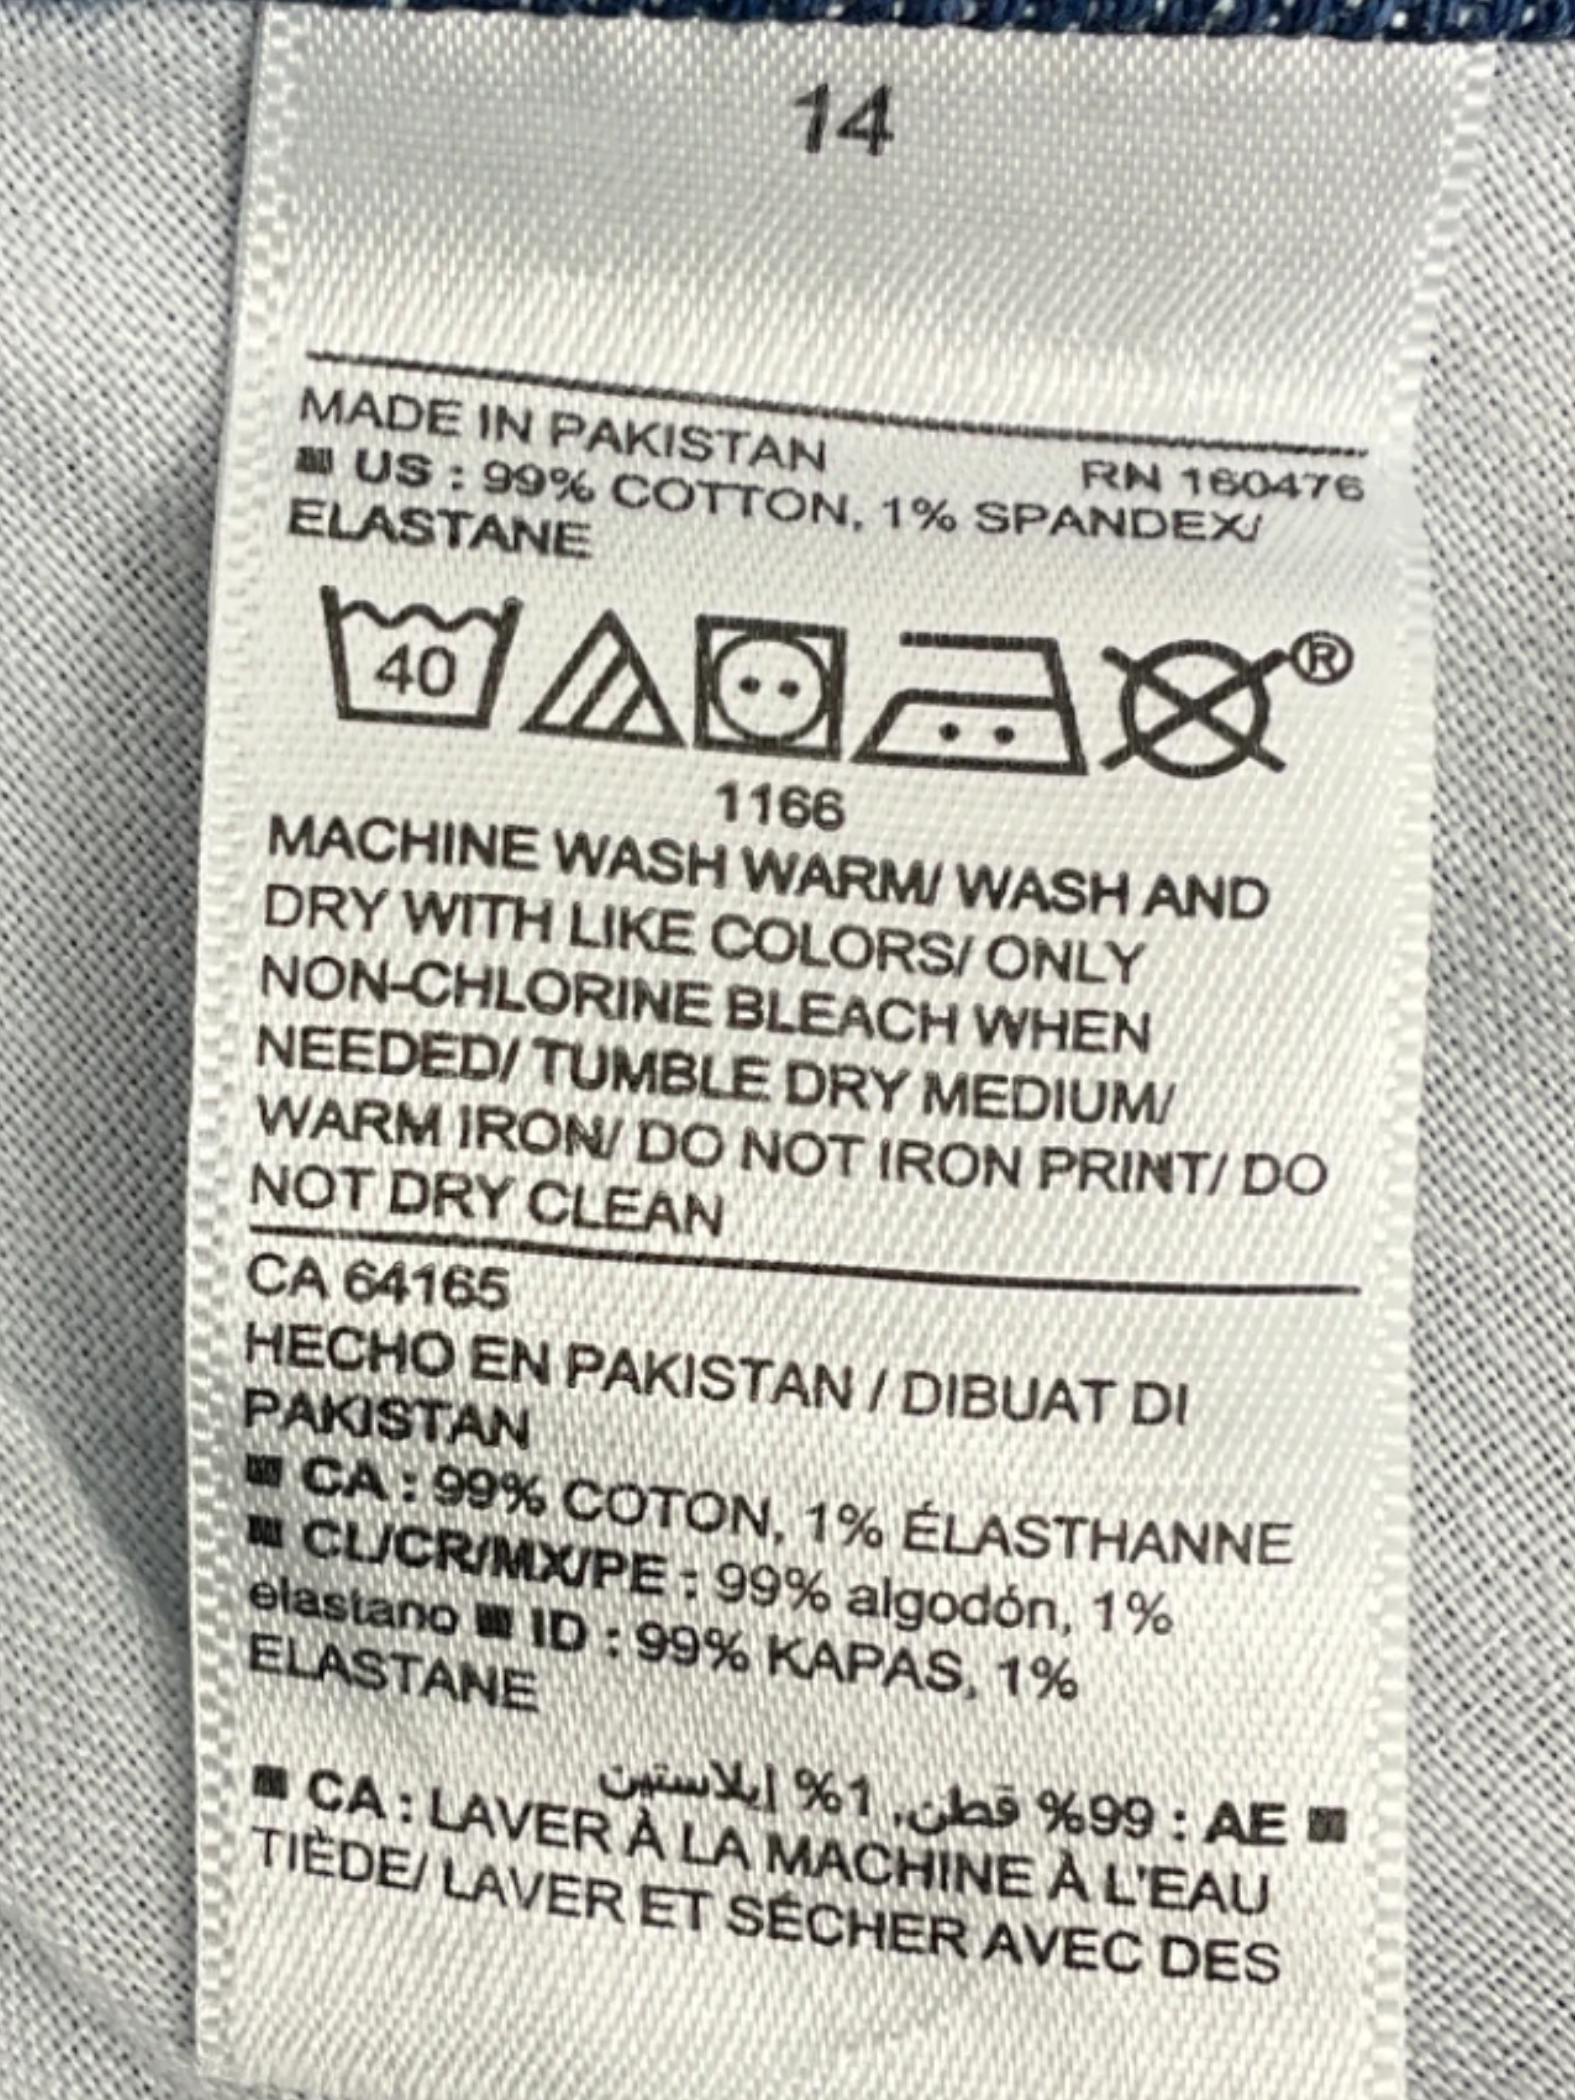 14
MADE IN PAKISTAN
RN 160476
US : 99% COTTON, 1% SPANDEX/
ELASTANE
40
®
1166
MACHINE WASH WARM/ WASH AND
DRY WITH LIKE COLORS/ ONLY
NON-CHLORINE BLEACH WHEN
NEEDED/ TUMBLE DRY MEDIUM/
WARM IRON/ DO NOT IRON PRINT/ DO
NOT DRY CLEAN
CA 64165
HECHO EN PAKISTAN / DIBUAT DI
PAKISTAN
■ CA : 99% COTON, 1% ÉLASTHANNE
■ CL/CR/MX/PE : 99% algodón, 1%
elastano ■ ID : 99% KAPAS, 1%
ELASTANE
■ AE : 99% قطن, 1% إيلاستين
■ CA : LAVER À LA MACHINE À L'EAU
TIÈDE/ LAVER ET SÉCHER AVEC DES